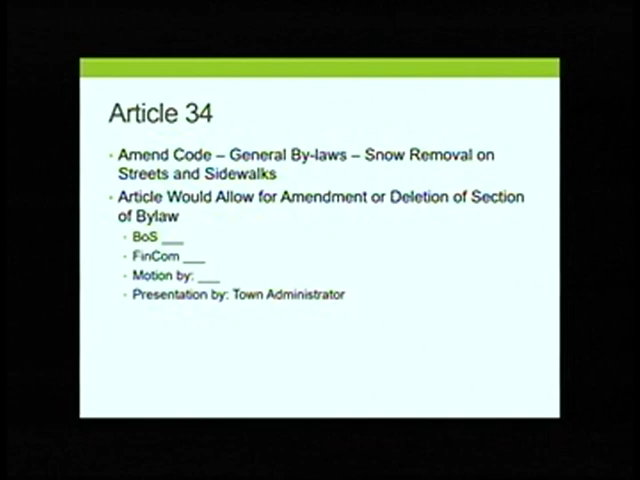 Article 34
• Amend Code – General By-laws – Snow Removal on
Streets and Sidewalks
• Article Would Allow for Amendment or Deletion of Section
of Bylaw
• BoS ___
• FinCom ___
• Motion by: ___
• Presentation by: Town Administrator